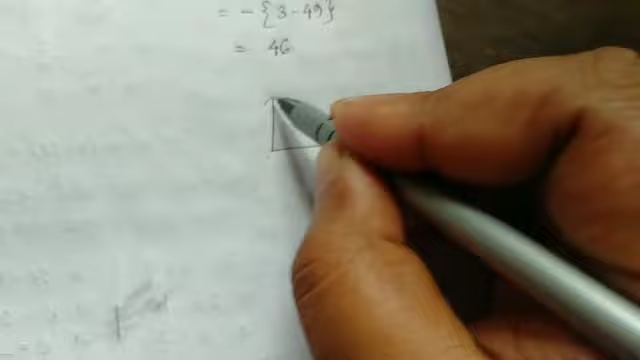 = - {3 - 49}
= 46